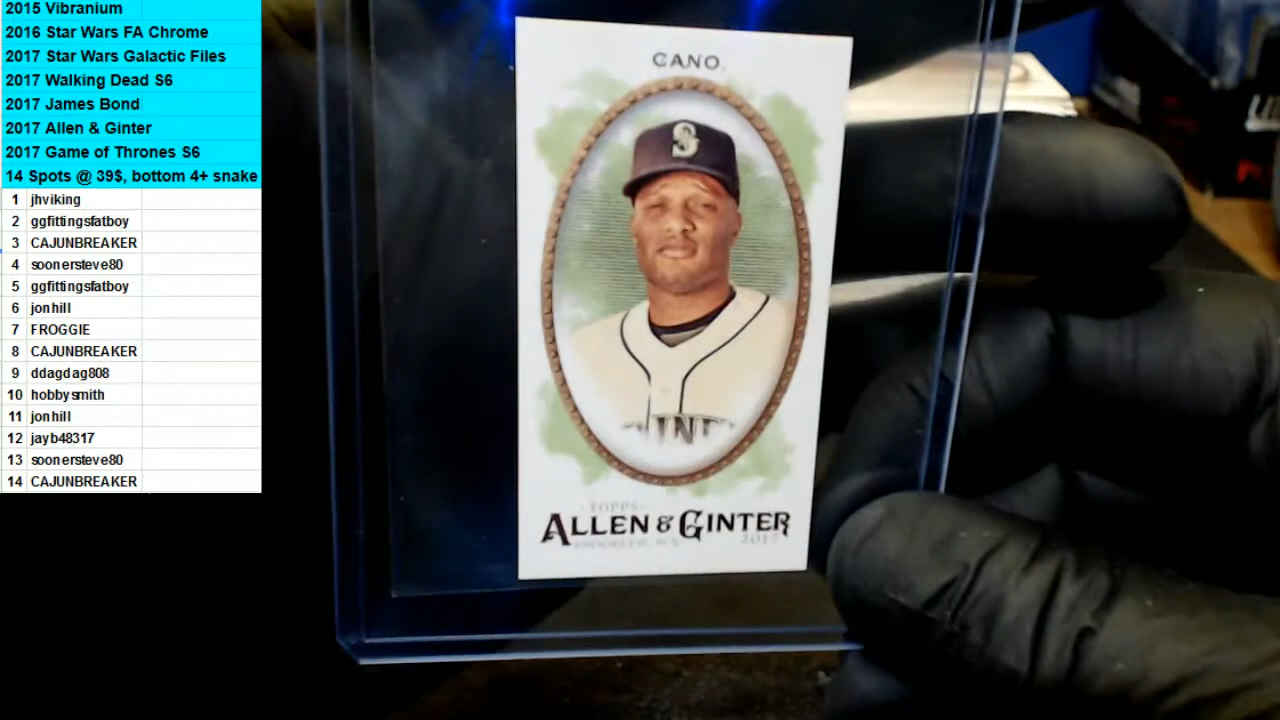 2015 Vibranium
2016 Star Wars FA Chrome
2017 Star Wars Galactic Files
2017 Walking Dead S6
2017 James Bond
2017 Allen & Ginter
2017 Game of Thrones S6
14 Spots @ 39$, bottom 4+ snake
1 jhviking
2 ggfittingsfatboy
3 CAJUNBREAKER
4 soonersteve80
5 ggfittingsfatboy
6 jonhill
7 FROGGIE
8 CAJUNBREAKER
9 ddagdag808
10 hobbysmith
11 jonhill
12 jayb48317
13 soonersteve80
14 CAJUNBREAKER
CANO.
S
TOPPS
ALLEN & GINTER
BROOKLYN, N.Y. 2017